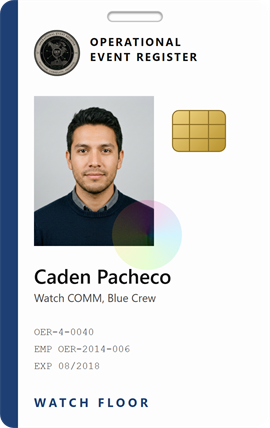 OPERATIONAL
EVENT REGISTER
Caden Pacheco
Watch COMM, Blue Crew
OER-4-0040
EMP OER-2014-006
EXP 08/2018
WATCH FLOOR